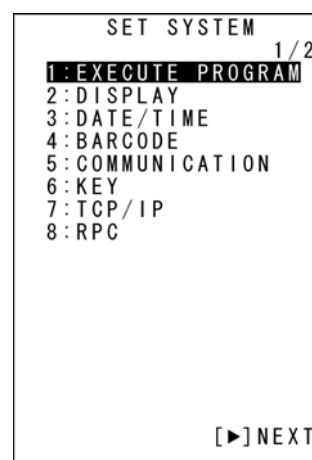 SET SYSTEM
1/2
1:EXECUTE PROGRAM
2:DISPLAY
3:DATE/TIME
4:BARCODE
5:COMMUNICATION
6:KEY
7:TCP/IP
8:RPC
[▶]NEXT